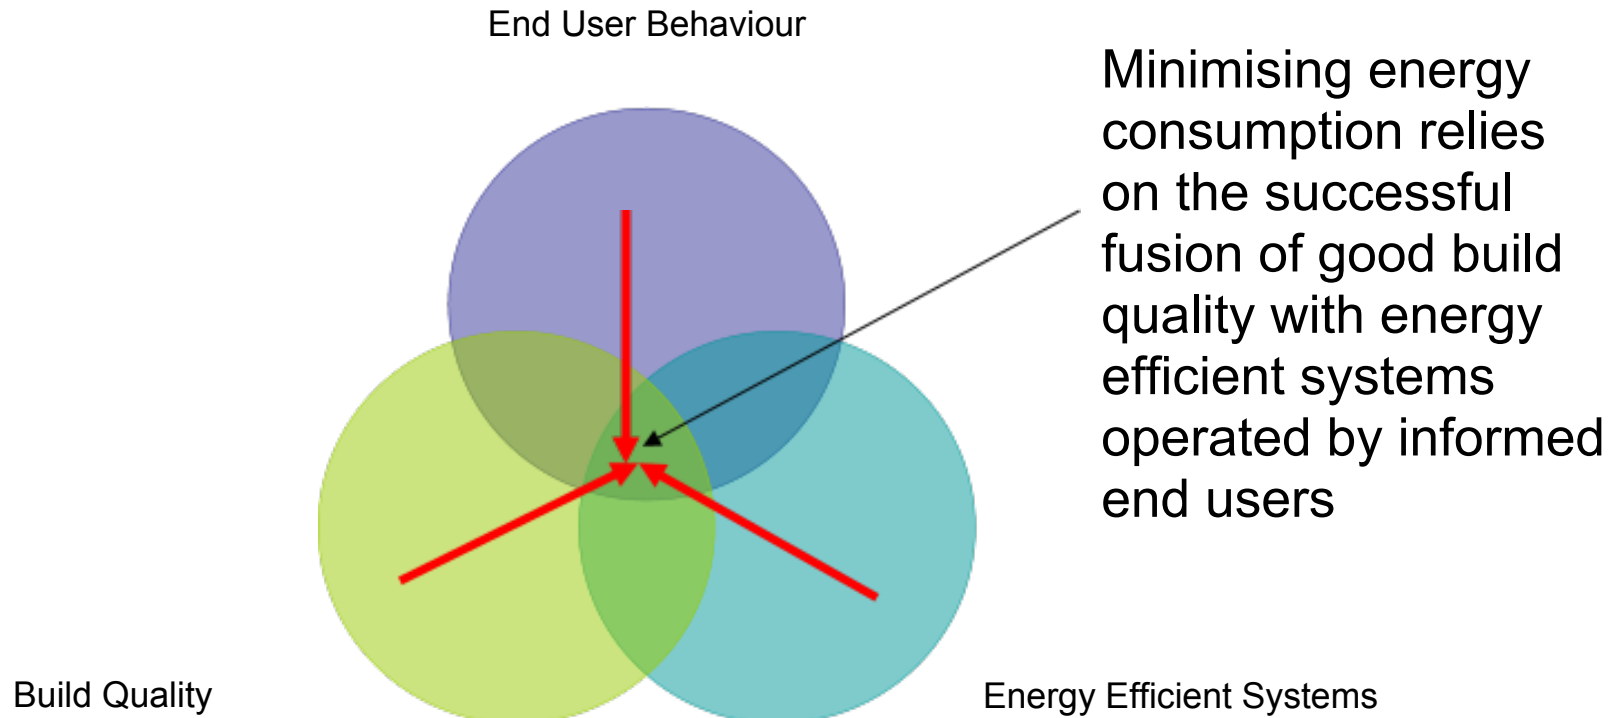 End User Behaviour
Minimising energy
consumption relies
on the successful
fusion of good build
quality with energy
efficient systems
operated by informed
end users
Build Quality
Energy Efficient Systems